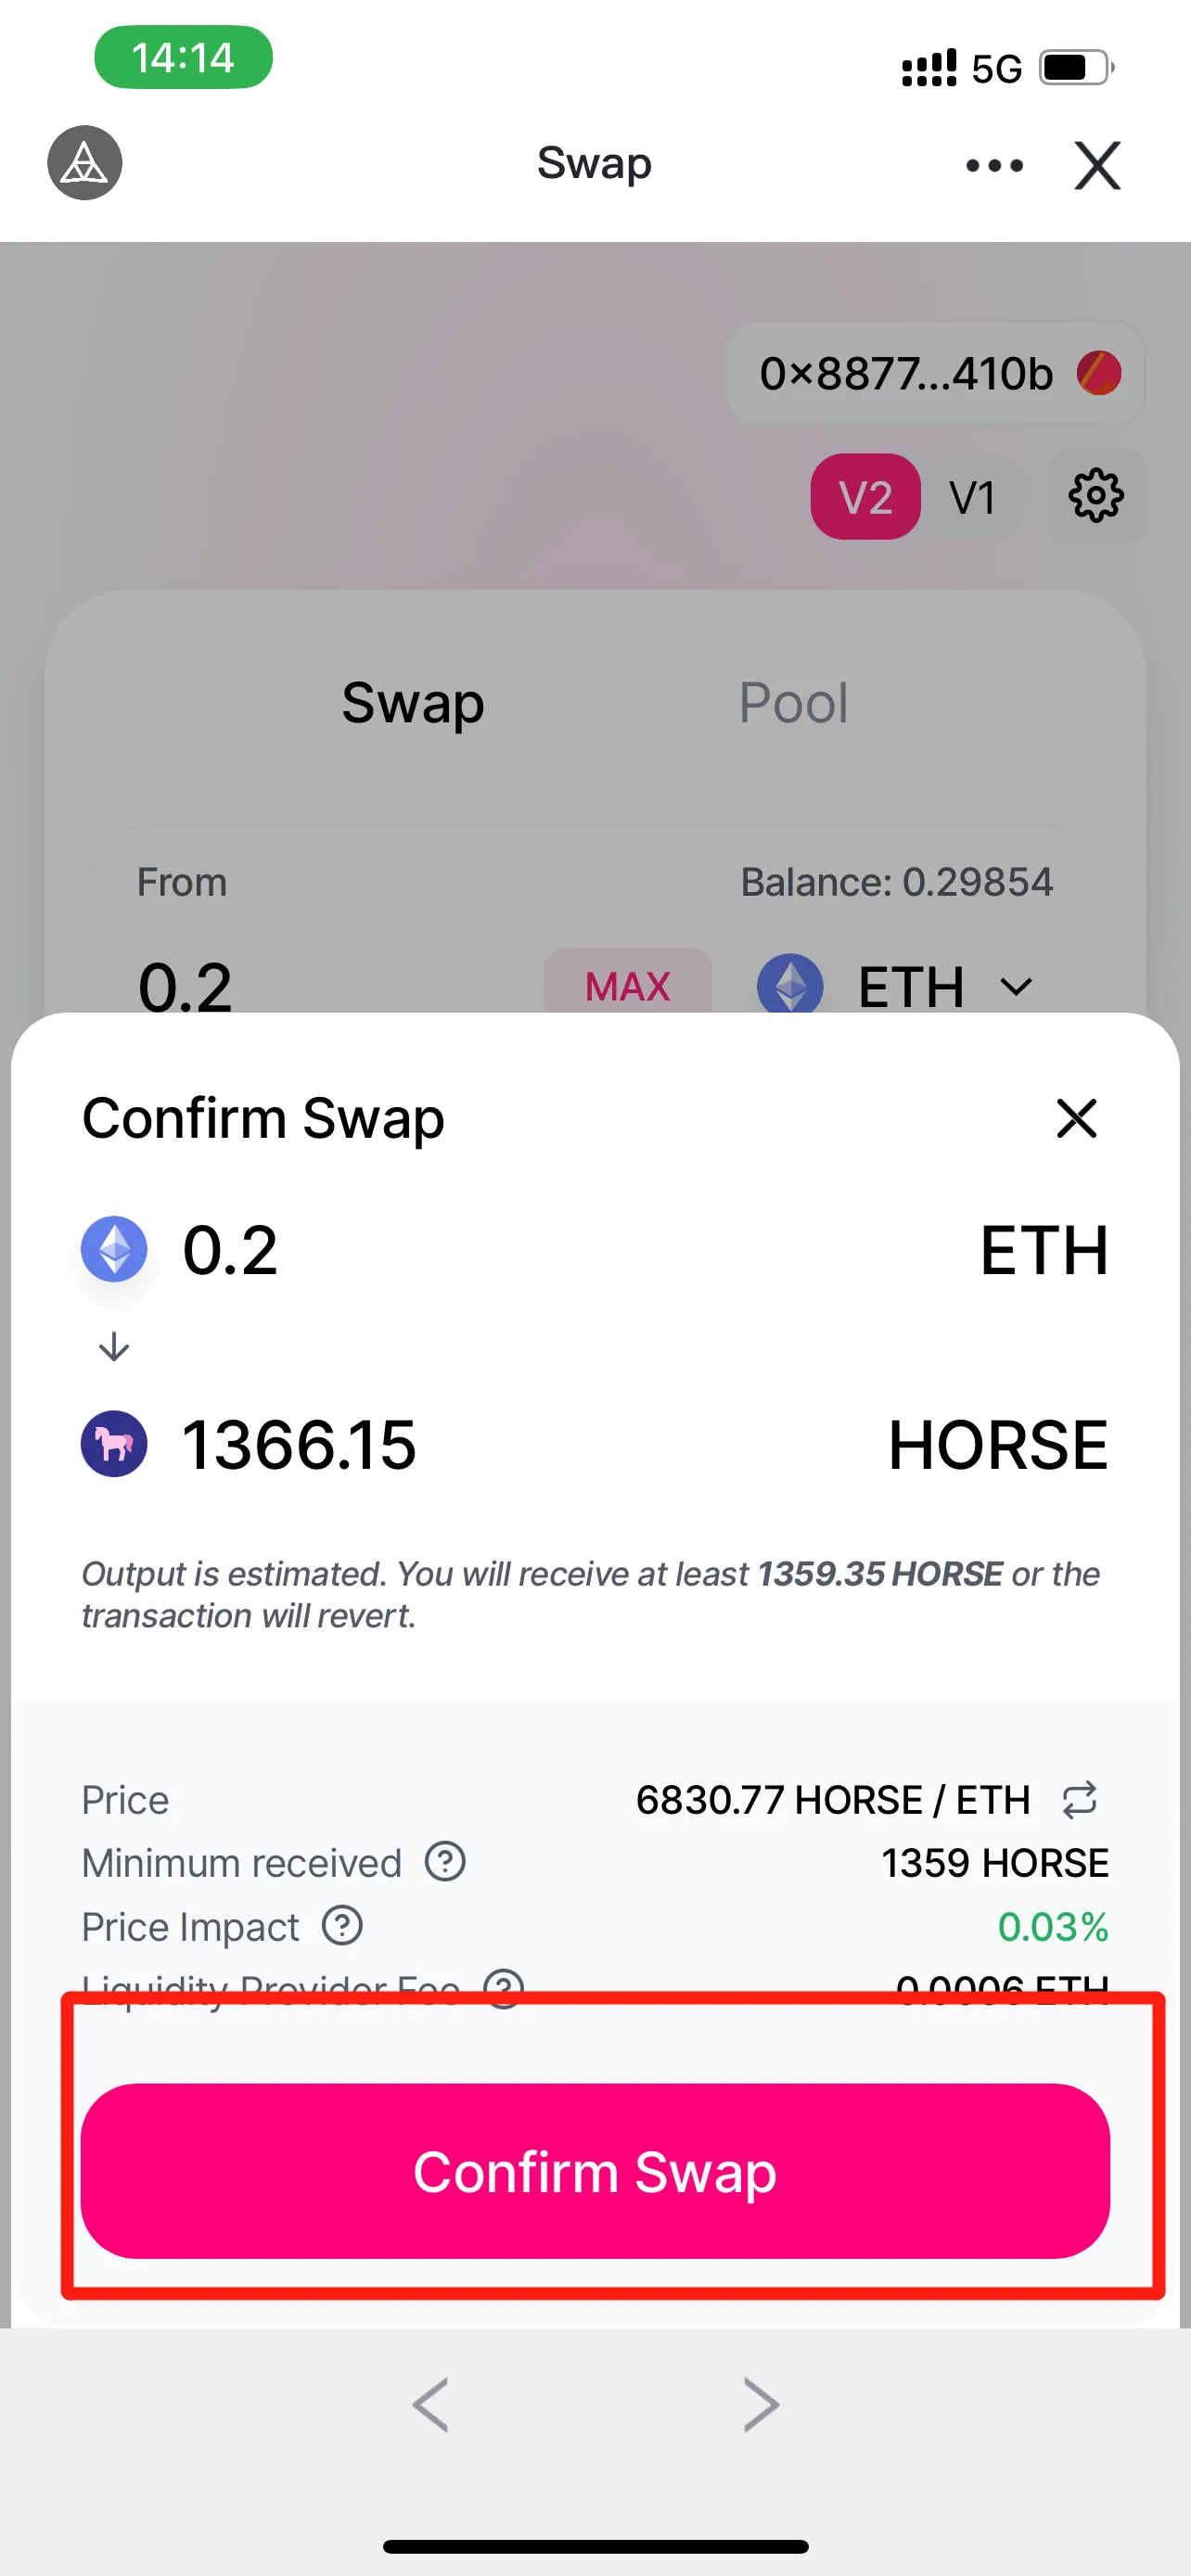 14:14 5G
Swap
0×8877...410b
V2 V1
Swap Pool
From Balance: 0.29854
0.2 MAX ETH
Confirm Swap
0.2 ETH
1366.15 HORSE
Output is estimated. You will receive at least 1359.35 HORSE or the
transaction will revert.
Price 6830.77 HORSE / ETH
Minimum received 1359 HORSE
Price Impact 0.03%
Liquidity Provider Fee 0.0006 ETH
Confirm Swap